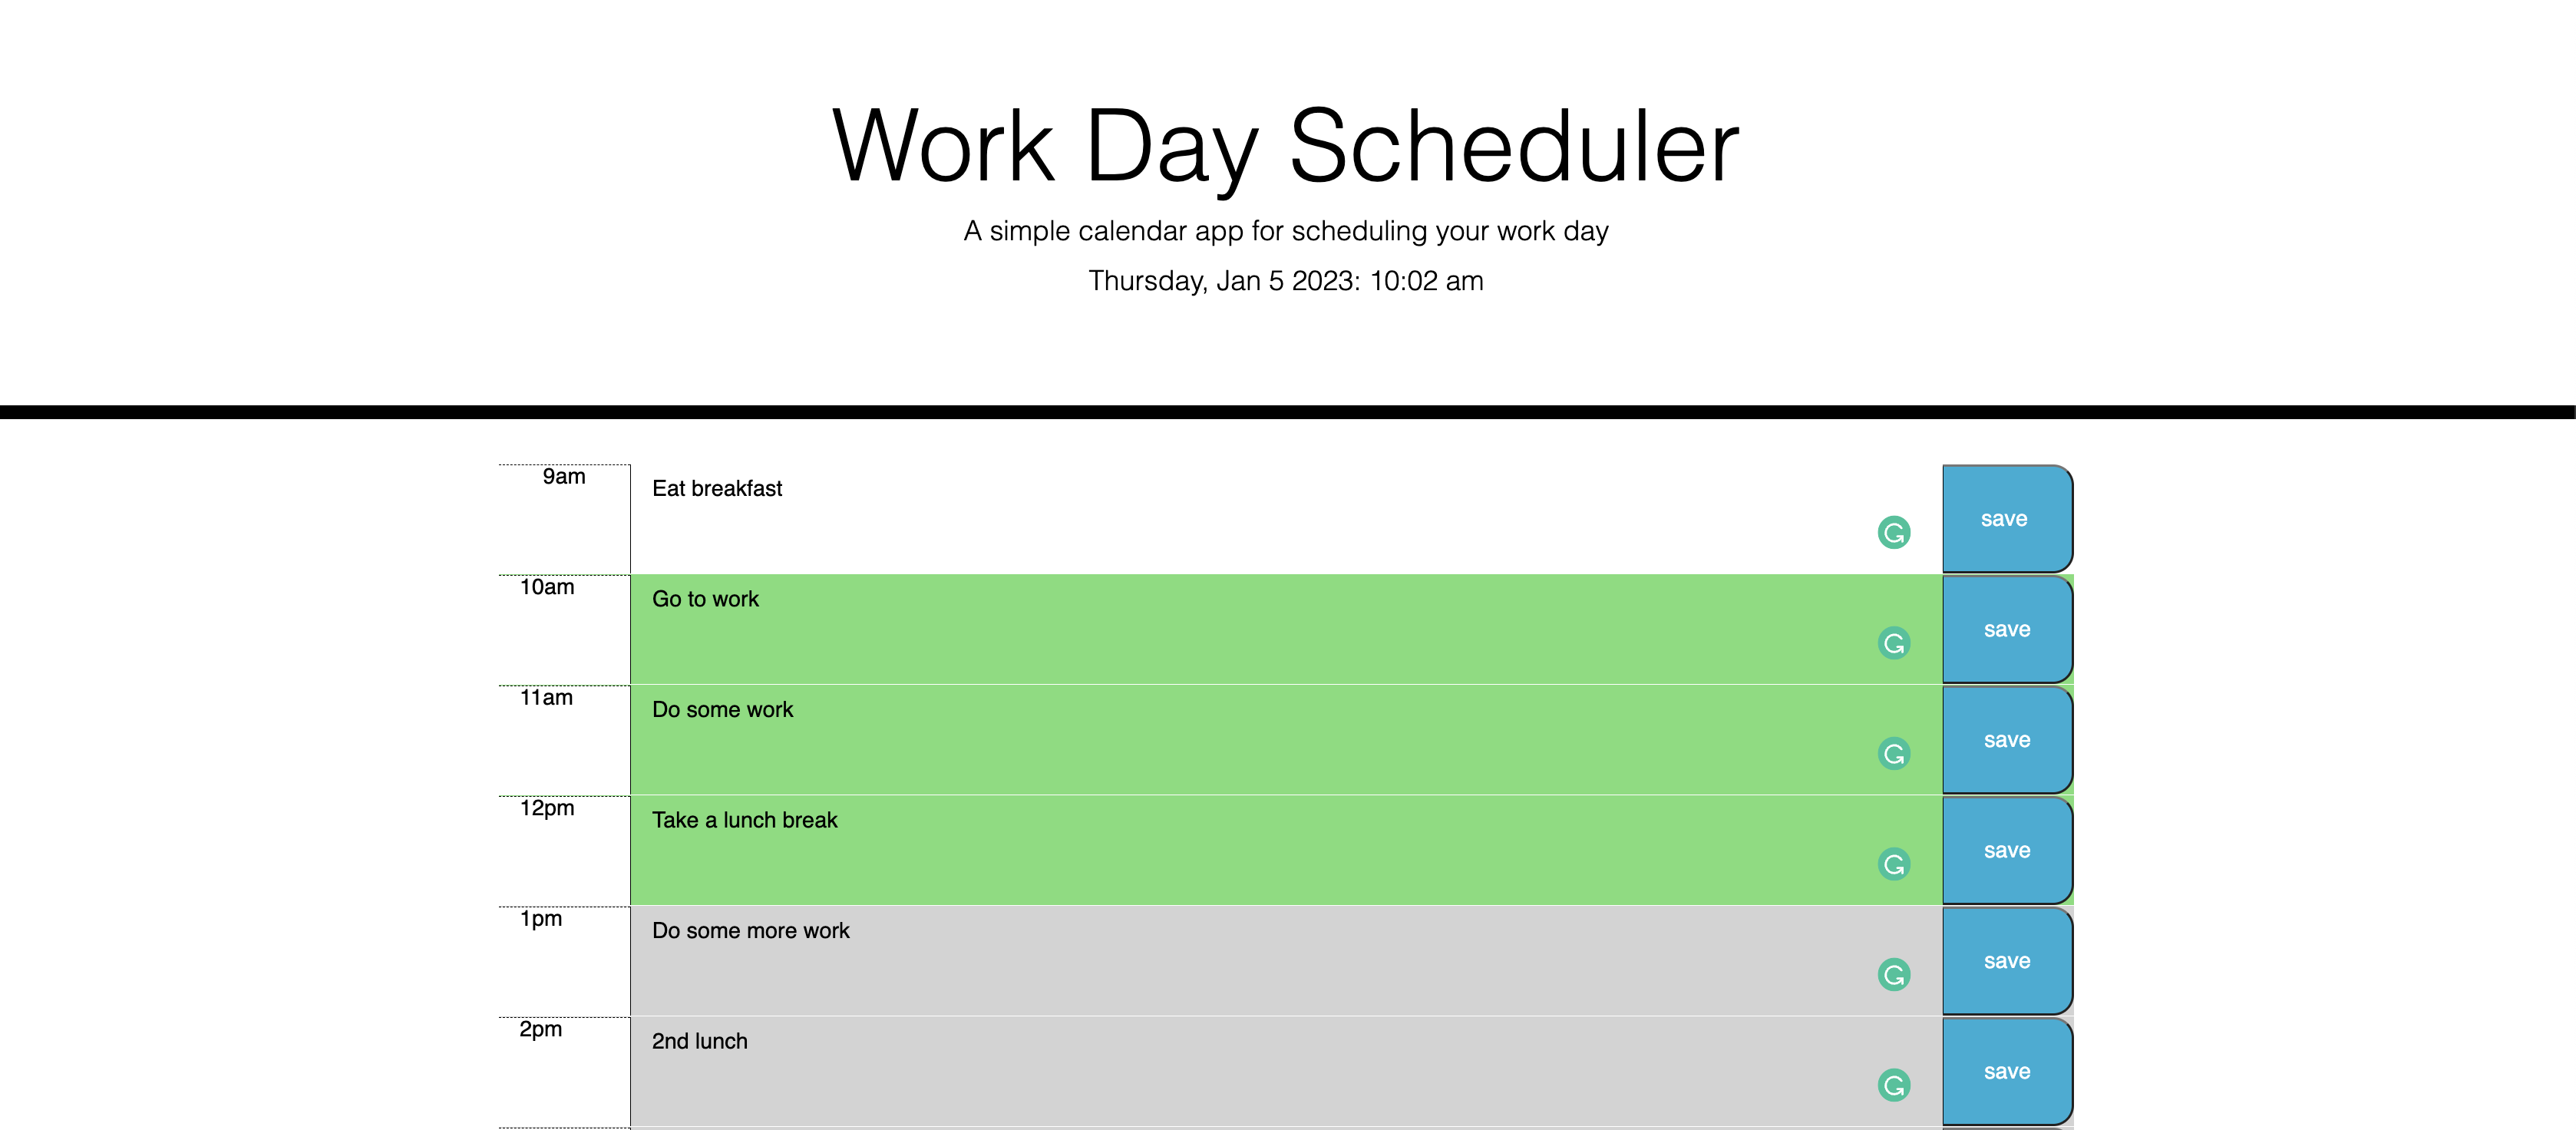 Work Day Scheduler
A simple calendar app for scheduling your work day
Thursday, Jan 5 2023: 10:02 am
9am
Eat breakfast
save
10am
Go to work
save
11am
Do some work
save
12pm
Take a lunch break
save
1pm
Do some more work
save
2pm
2nd lunch
save